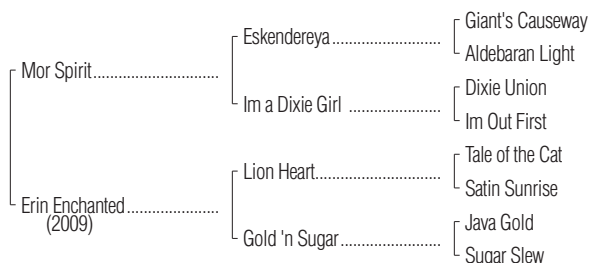 Giant's Causeway
Eskendereya
Aldebaran Light
Mor Spirit
Dixie Union
Im a Dixie Girl
Im Out First
Tale of the Cat
Lion Heart
Satin Sunrise
Erin Enchanted
(2009)
Java Gold
Gold 'n Sugar
Sugar Slew